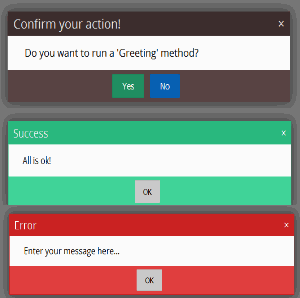 Confirm your action! x
Do you want to run a 'Greeting' method?
Yes No
Success x
All is ok!
OK
Error x
Enter your message here...
OK